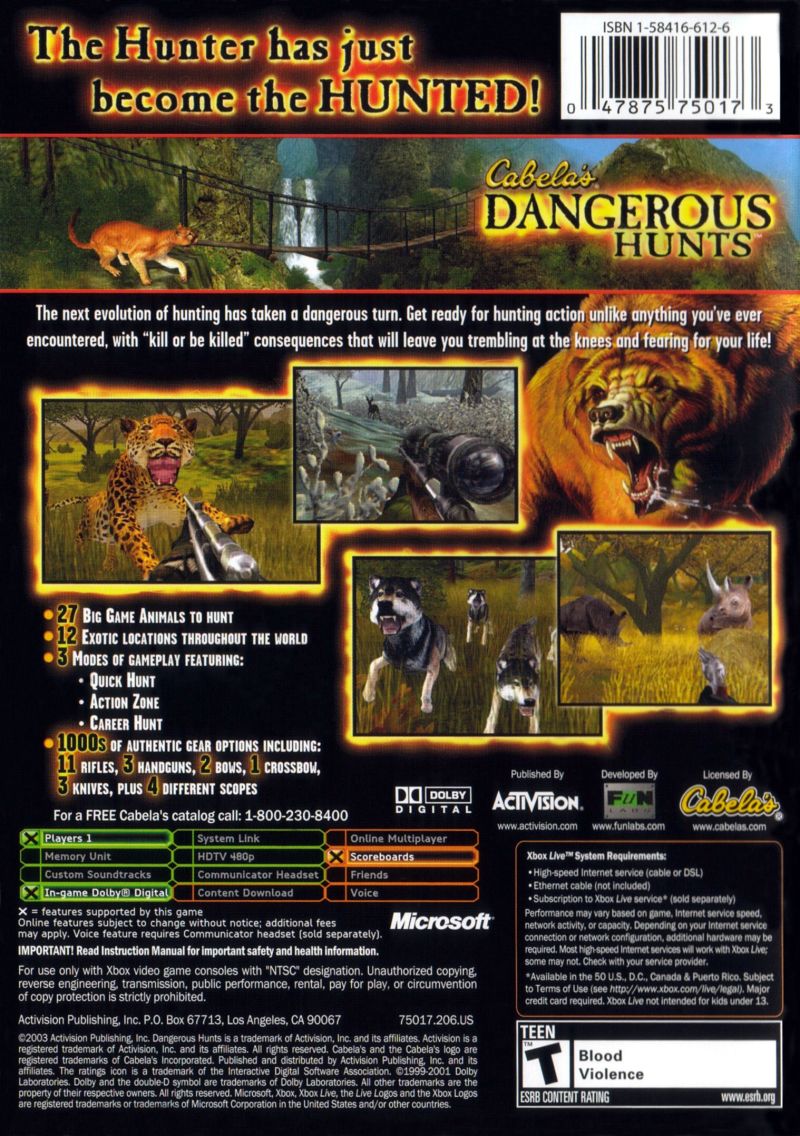 The Hunter has just
become the HUNTED!
ISBN 1-58416-612-6
0 47875 75017 3
Cabela's
DANGEROUS
HUNTS™
The next evolution of hunting has taken a dangerous turn. Get ready for hunting action unlike anything you've ever
encountered, with “kill or be killed” consequences that will leave you trembling at the knees and fearing for your life!
• 27 Big Game Animals to hunt
• 12 Exotic locations throughout the world
• 3 Modes of gameplay featuring:
• Quick Hunt
• Action Zone
• Career Hunt
• 1000s of authentic gear options including:
11 rifles, 3 handguns, 2 bows, 1 crossbow,
3 knives, plus 4 different scopes
For a FREE Cabela's catalog call: 1-800-230-8400
DOLBY
DIGITAL
Published By
ACTIVISION.
www.activision.com
Developed By
FUN
LABS
www.funlabs.com
Licensed By
Cabela's®
www.cabelas.com
X Players 1
System Link
Online Multiplayer
Memory Unit
HDTV 480p
X Scoreboards
Custom Soundtracks
Communicator Headset
Friends
X In-game Dolby® Digital
Content Download
Voice
X = features supported by this game
Online features subject to change without notice; additional fees
may apply. Voice feature requires Communicator headset (sold separately).
Microsoft®
IMPORTANT! Read Instruction Manual for important safety and health information.
For use only with Xbox video game consoles with "NTSC" designation. Unauthorized copying,
reverse engineering, transmission, public performance, rental, pay for play, or circumvention
of copy protection is strictly prohibited.
Activision Publishing, Inc. P.O. Box 67713, Los Angeles, CA 90067
75017.206.US
©2003 Activision Publishing, Inc. Dangerous Hunts is a trademark of Activision, Inc. and its affiliates. Activision is a
registered trademark of Activision, Inc. and its affiliates. All rights reserved. Cabela's and the Cabela's logo are
registered trademarks of Cabela's Incorporated. Published and distributed by Activision Publishing, Inc. and its
affiliates. The ratings icon is a trademark of the Interactive Digital Software Association. ©1999-2001 Dolby
Laboratories. Dolby and the double-D symbol are trademarks of Dolby Laboratories. All other trademarks are the
property of their respective owners. All rights reserved. Microsoft, Xbox, Xbox Live, the Live Logos and the Xbox Logos
are registered trademarks or trademarks of Microsoft Corporation in the United States and/or other countries.
Xbox Live™ System Requirements:
• High-speed Internet service (cable or DSL)
• Ethernet cable (not included)
• Subscription to Xbox Live service* (sold separately)
Performance may vary based on game, Internet service speed,
network activity, or capacity. Depending on your Internet service
connection or network configuration, additional hardware may be
required. Most high-speed Internet services will work with Xbox Live;
some may not. Check with your service provider.
*Available in the 50 U.S., D.C., Canada & Puerto Rico. Subject
to Terms of Use (see http://www.xbox.com/live/legal). Major
credit card required. Xbox Live not intended for kids under 13.
TEEN
T™
Blood
Violence
ESRB CONTENT RATING
www.esrb.org